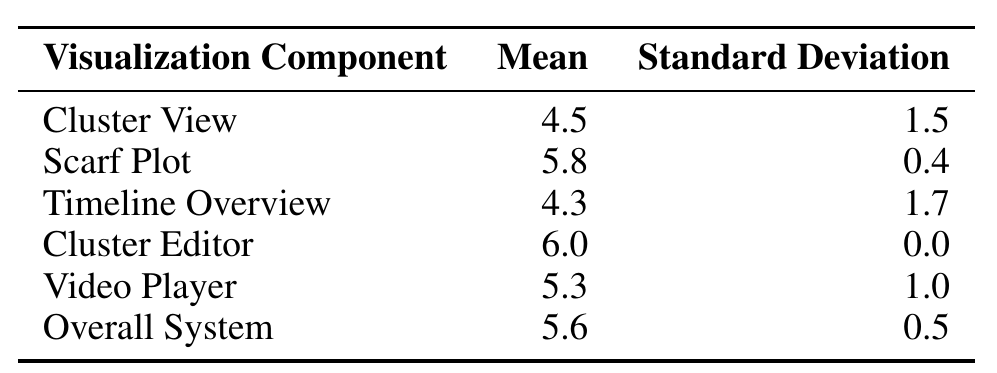 Visualization Component Mean Standard Deviation
Cluster View 4.5 1.5
Scarf Plot 5.8 0.4
Timeline Overview 4.3 1.7
Cluster Editor 6.0 0.0
Video Player 5.3 1.0
Overall System 5.6 0.5